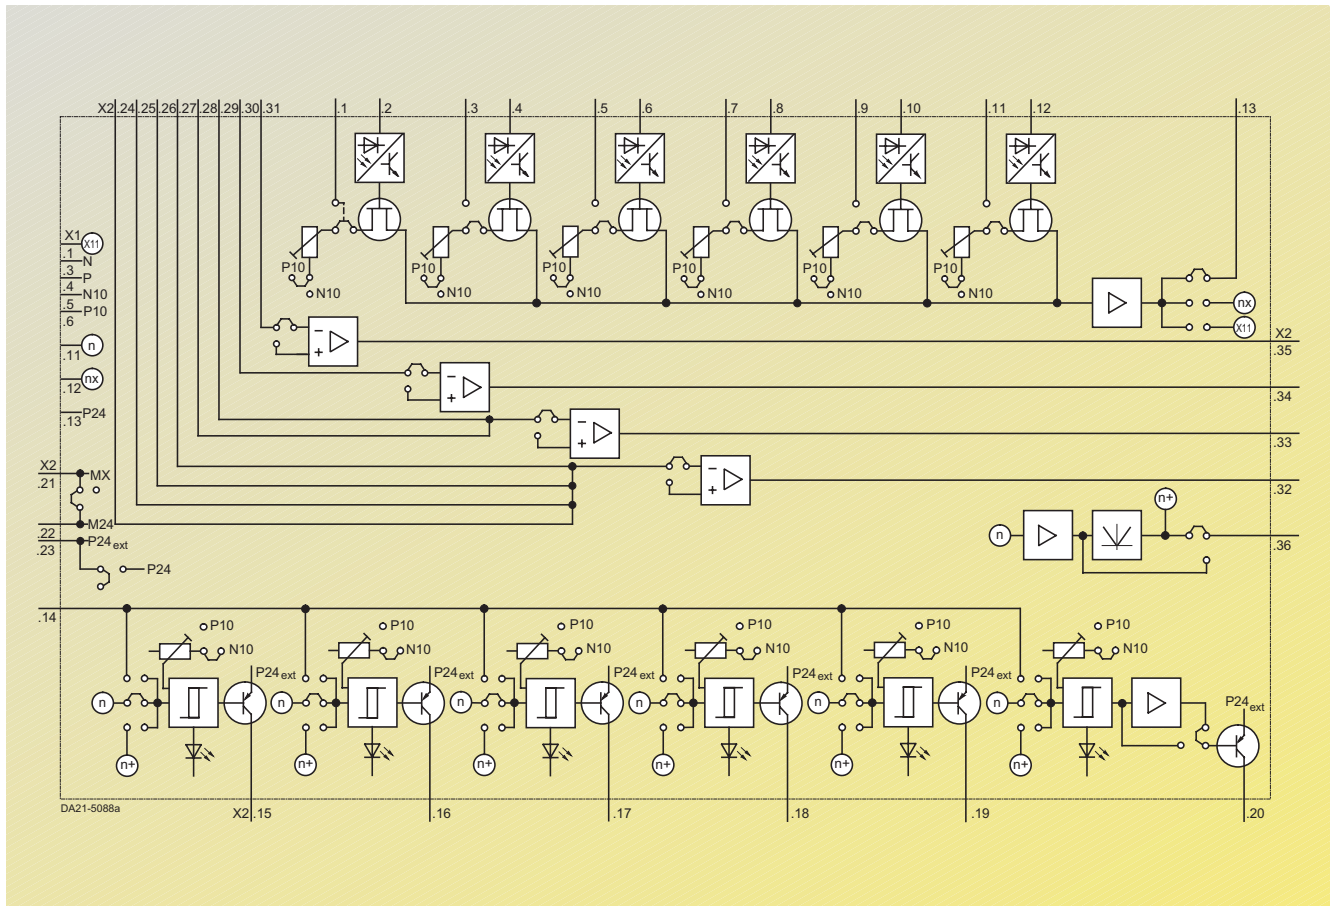 X2 .24 .25 .26 .27 .28 .29 .30 .31 .1 .2 .3 .4 .5 .6 .7 .8 .9 .10 .11 .12 .13
X1 X11
.1 N
.3 P
.4 N10
.5 P10
.6
.11 n
.12 nx
.13 P24
P10 P10 P10 P10 P10 P10
N10 N10 N10 N10 N10 N10
nx
X11
− +
X2
.35
− +
.34
− +
.33
− +
.32
X2 MX
.21
M24
.22
P24ext
.23
P24
n+
n
.36
.14
P10 P10 P10 P10 P10 P10
N10 N10 N10 N10 N10 N10
P24ext P24ext P24ext P24ext P24ext P24ext
n n n n n n
n+ n+ n+ n+ n+ n+
DA21-5088a
X2 .15 .16 .17 .18 .19 .20